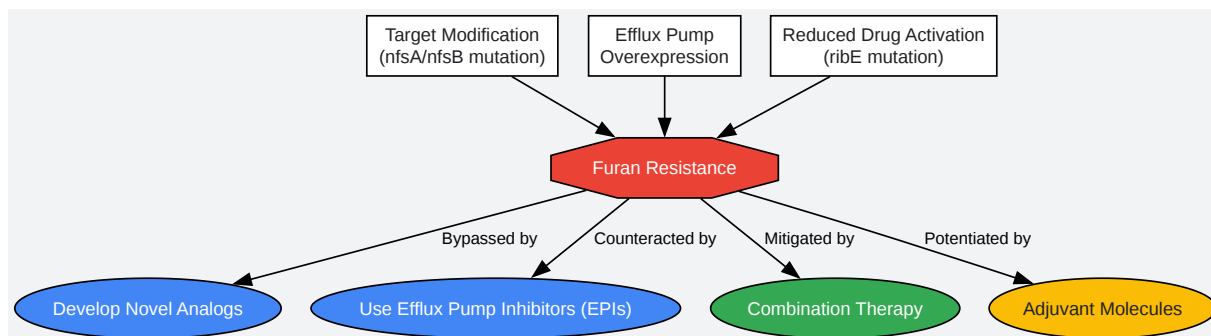 Target Modification
(nfsA/nfsB mutation)
Efflux Pump
Overexpression
Reduced Drug Activation
(ribE mutation)
Furan Resistance
Bypassed by
Counteracted by
Mitigated by
Potentiated by
Develop Novel Analogs
Use Efflux Pump Inhibitors (EPIs)
Combination Therapy
Adjuvant Molecules